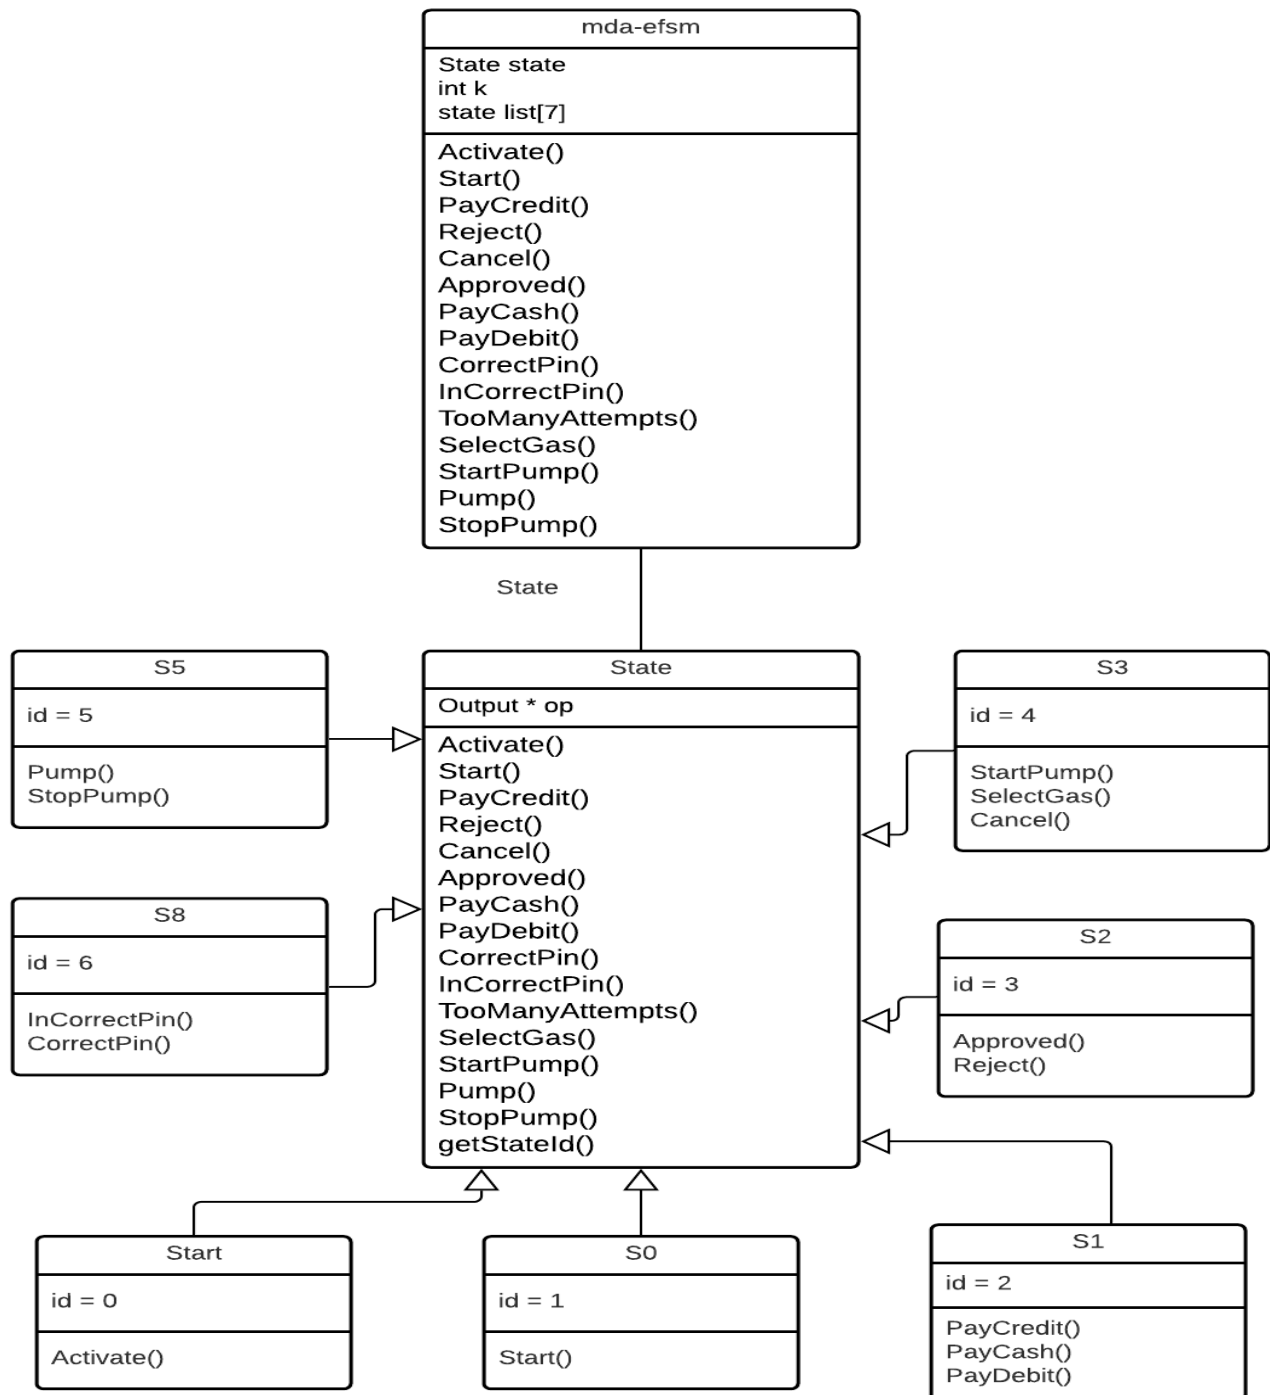 mda-efsm
State state
int k
state list[7]
Activate()
Start()
PayCredit()
Reject()
Cancel()
Approved()
PayCash()
PayDebit()
CorrectPin()
InCorrectPin()
TooManyAttempts()
SelectGas()
StartPump()
Pump()
StopPump()
State
S5
id = 5
Pump()
StopPump()
S8
id = 6
InCorrectPin()
CorrectPin()
State
Output * op
Activate()
Start()
PayCredit()
Reject()
Cancel()
Approved()
PayCash()
PayDebit()
CorrectPin()
InCorrectPin()
TooManyAttempts()
SelectGas()
StartPump()
Pump()
StopPump()
getStateId()
S3
id = 4
StartPump()
SelectGas()
Cancel()
S2
id = 3
Approved()
Reject()
Start
id = 0
Activate()
S0
id = 1
Start()
S1
id = 2
PayCredit()
PayCash()
PayDebit()